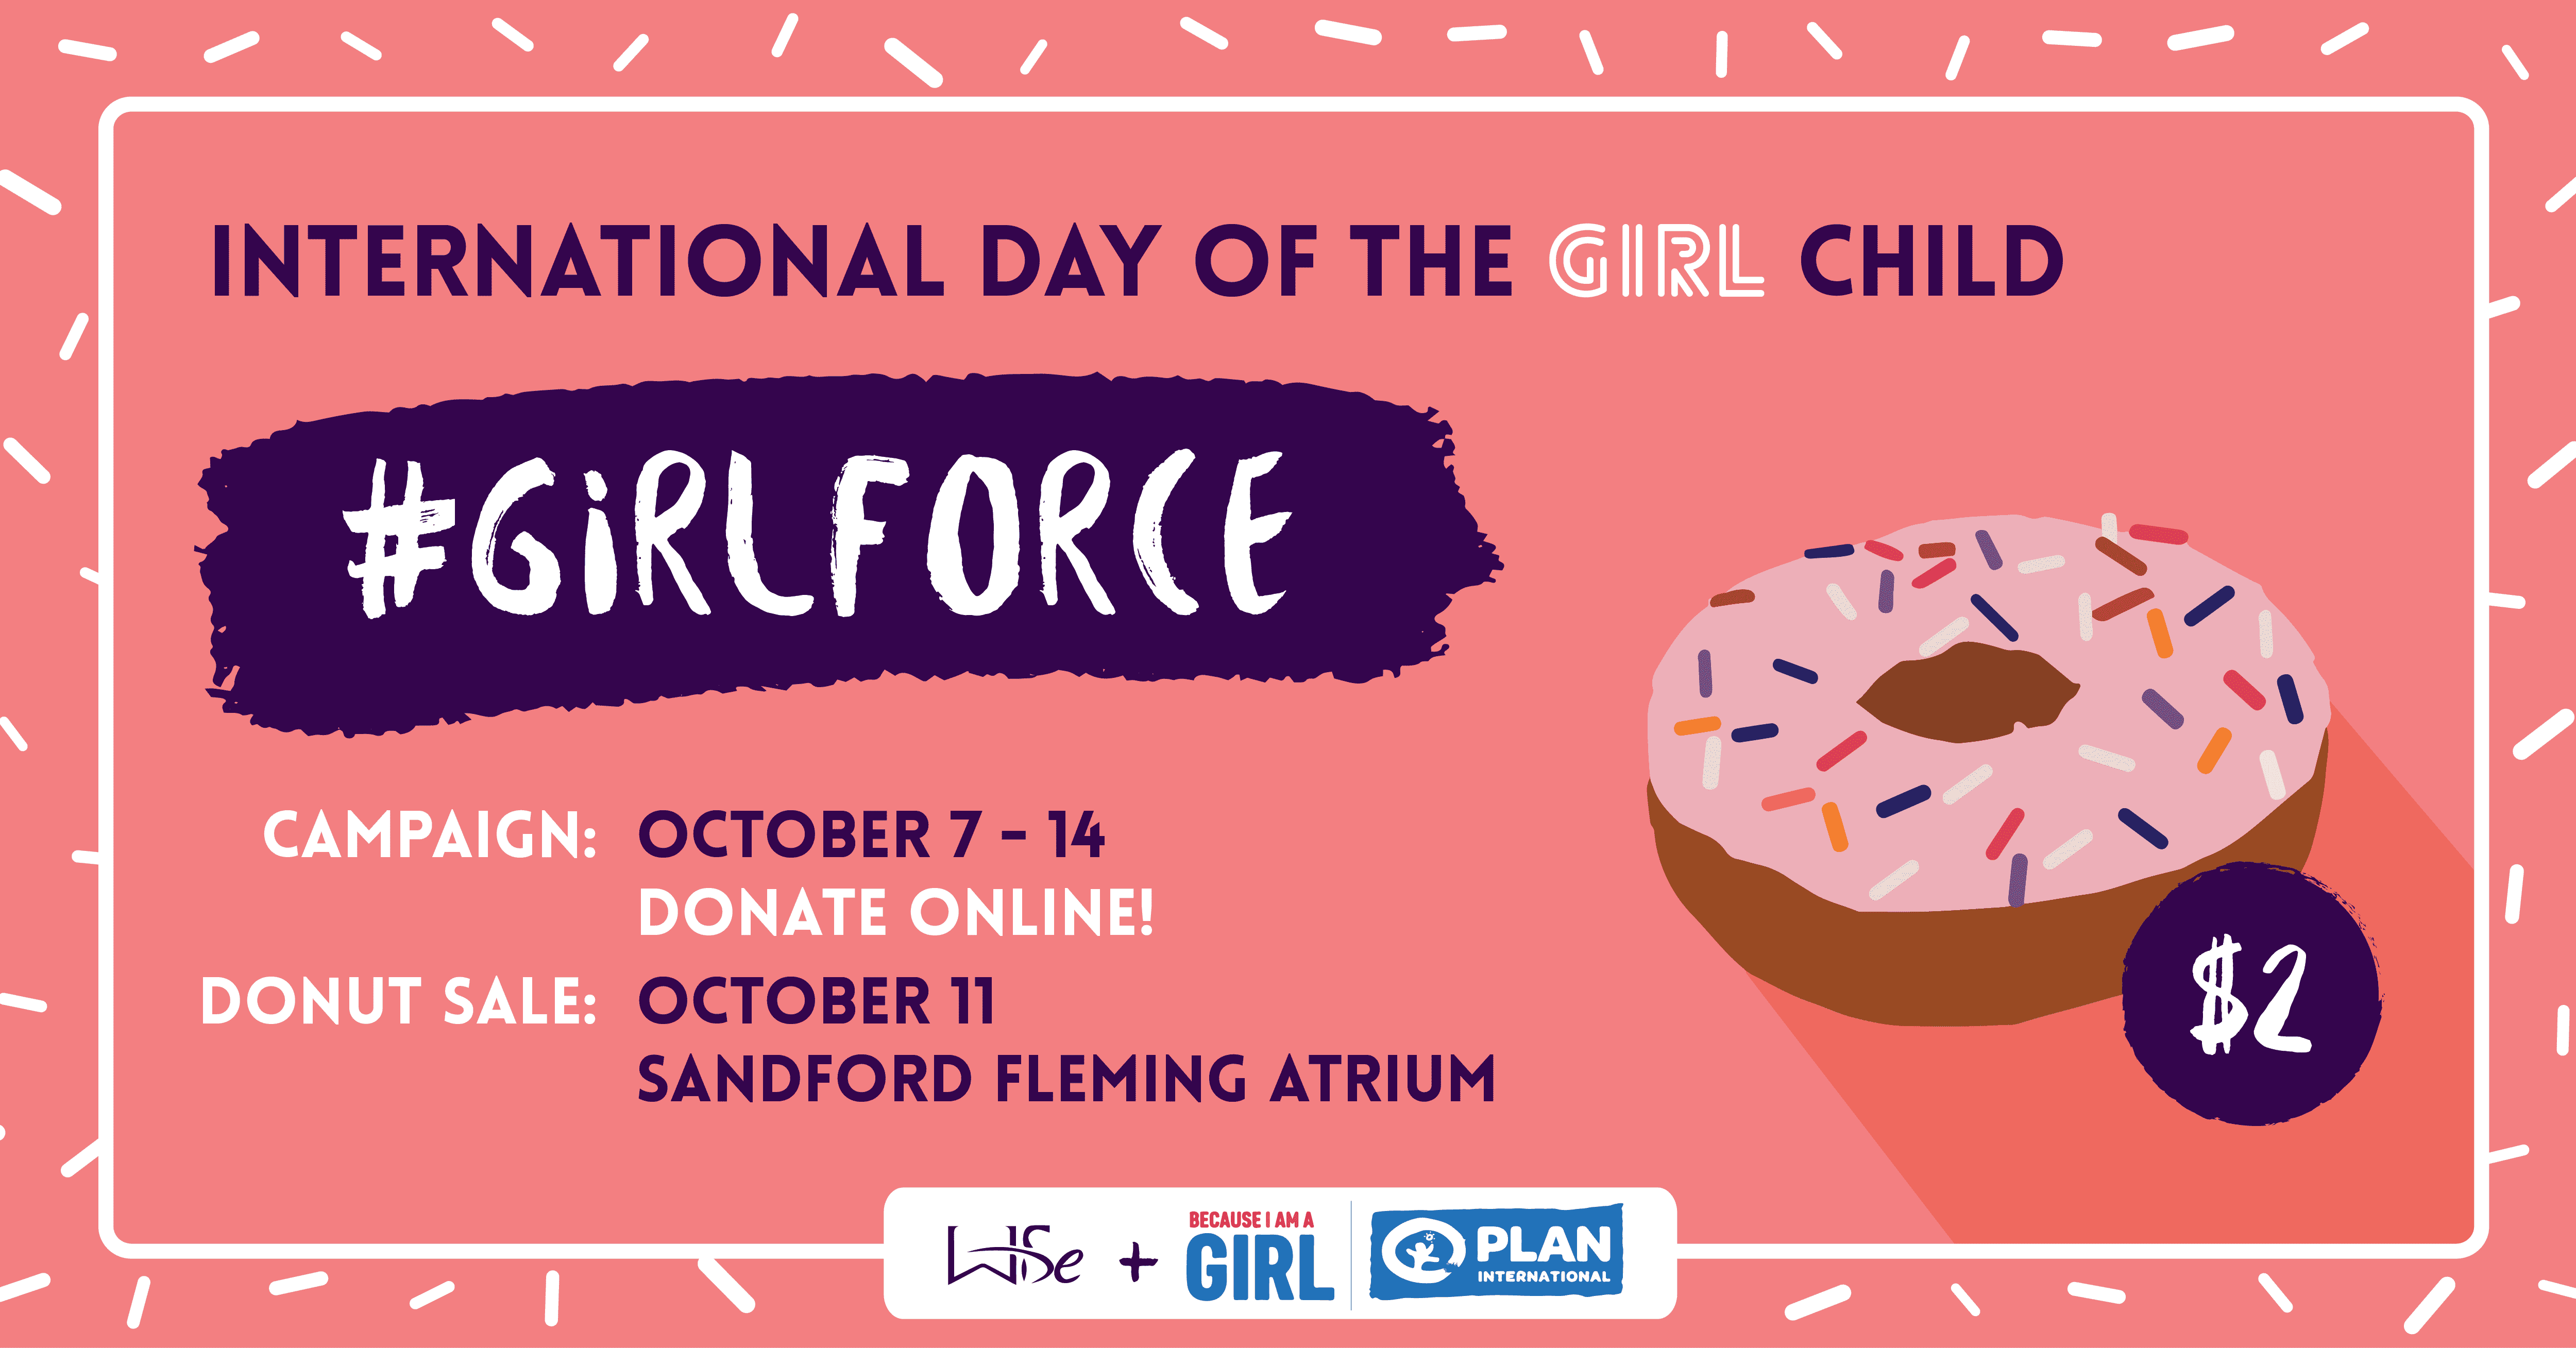 INTERNATIONAL DAY OF THE GIRL CHILD
#GiRLFORCE
CAMPAIGN: OCTOBER 7 - 14
DONATE ONLINE!
DONUT SALE: OCTOBER 11
SANDFORD FLEMING ATRIUM
$2
WISe + BECAUSE I AM A
GIRL
PLAN
INTERNATIONAL